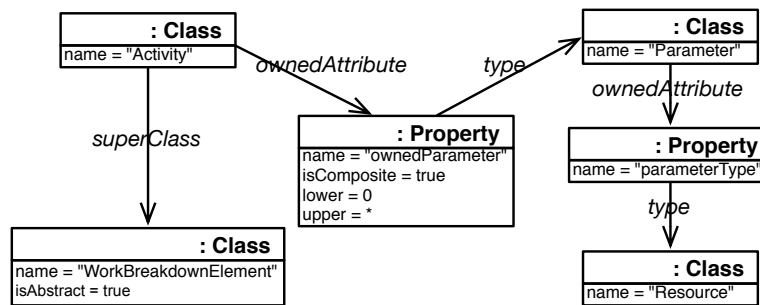 : Class
name = "Activity"
: Class
name = "Parameter"
ownedAttribute
type
ownedAttribute
superClass
: Property
name = "ownedParameter"
isComposite = true
lower = 0
upper = *
: Property
name = "parameterType"
type
: Class
name = "WorkBreakdownElement"
isAbstract = true
: Class
name = "Resource"